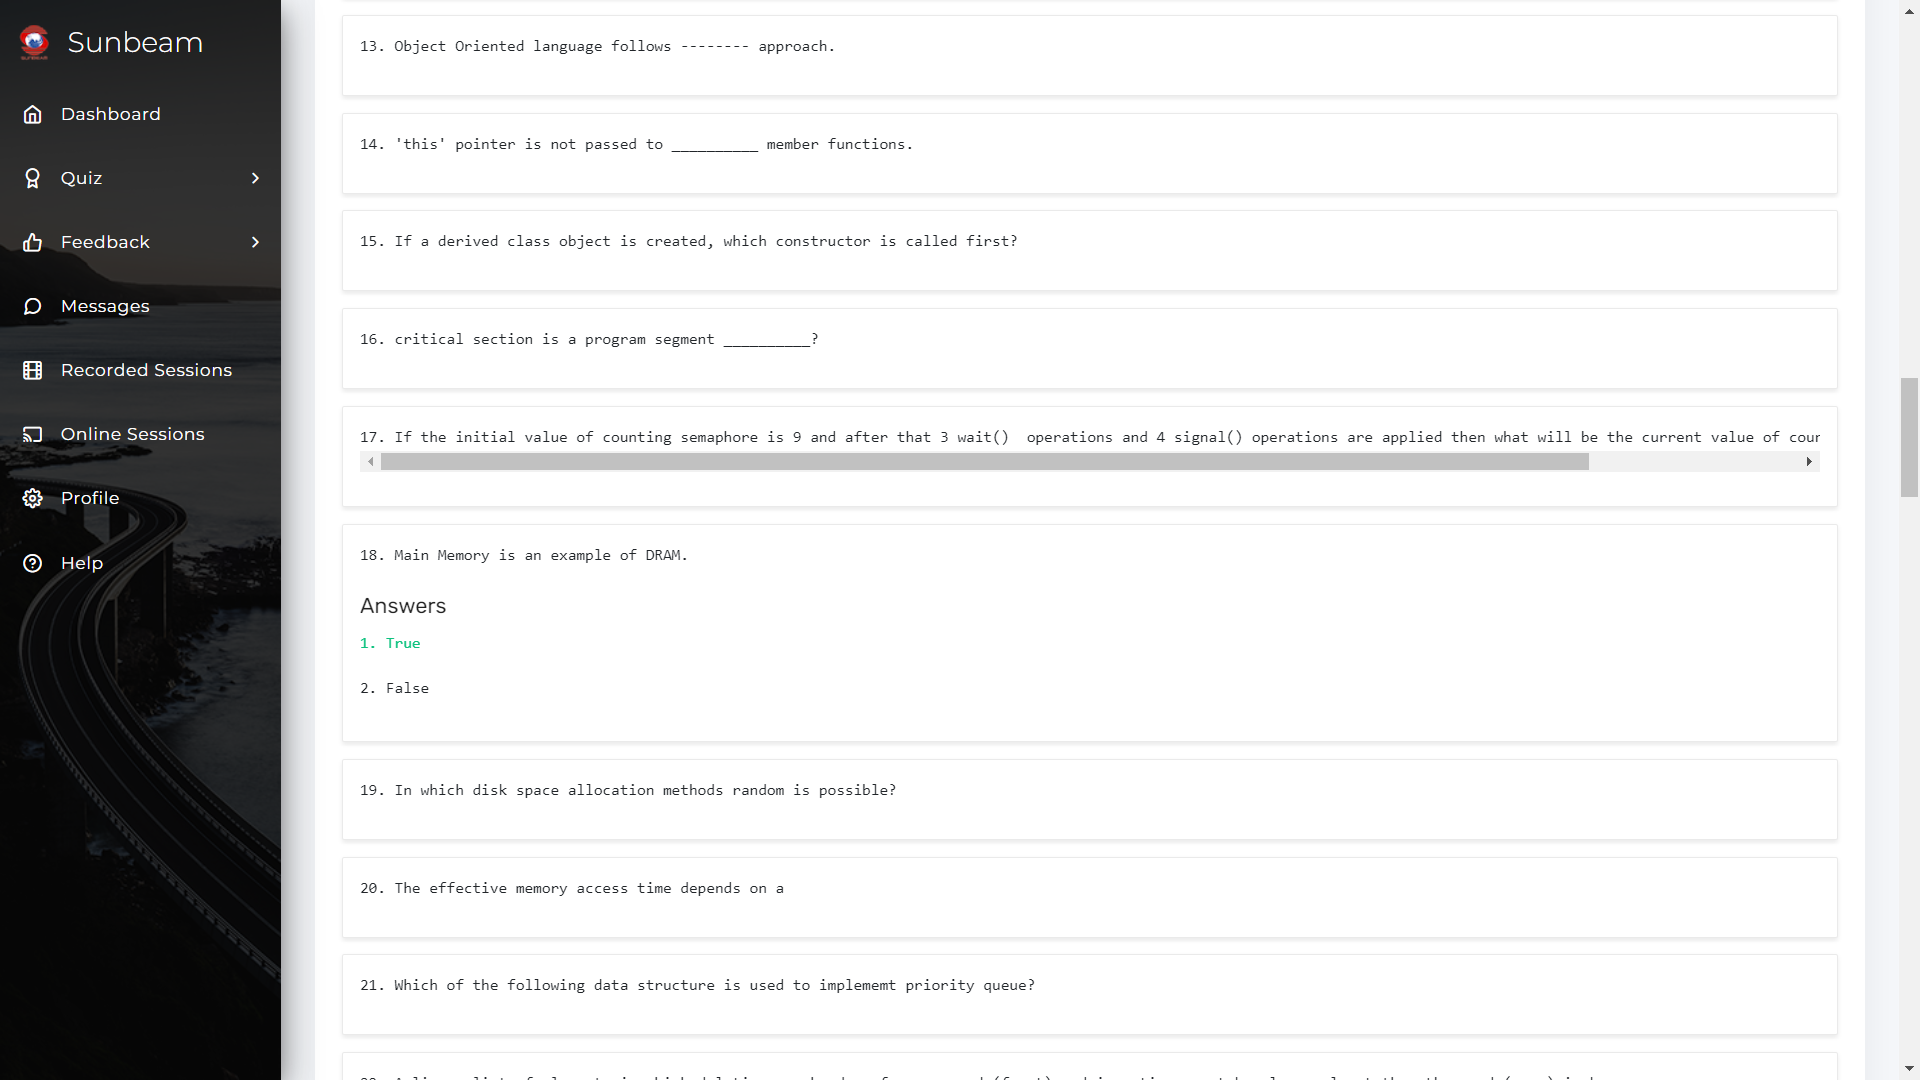 Sunbeam
Dashboard
Quiz
Feedback
Messages
Recorded Sessions
Online Sessions
Profile
Help
13. Object Oriented language follows -------- approach.
14. 'this' pointer is not passed to __________ member functions.
15. If a derived class object is created, which constructor is called first?
16. critical section is a program segment __________?
17. If the initial value of counting semaphore is 9 and after that 3 wait()  operations and 4 signal() operations are applied then what will be the current value of cour
18. Main Memory is an example of DRAM.
Answers
1. True
2. False
19. In which disk space allocation methods random is possible?
20. The effective memory access time depends on a
21. Which of the following data structure is used to implememt priority queue?